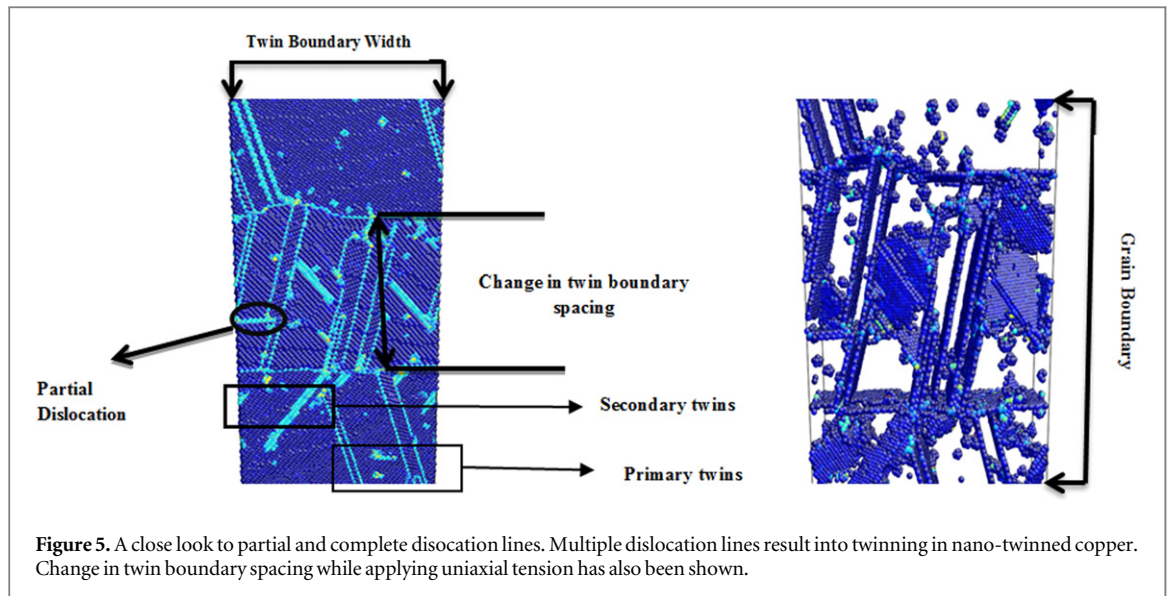 Twin Boundary Width
Change in twin boundary
spacing
Partial
Dislocation
Secondary twins
Primary twins
Grain Boundary
Figure 5. A close look to partial and complete disocation lines. Multiple dislocation lines result into twinning in nano-twinned copper.
Change in twin boundary spacing while applying uniaxial tension has also been shown.